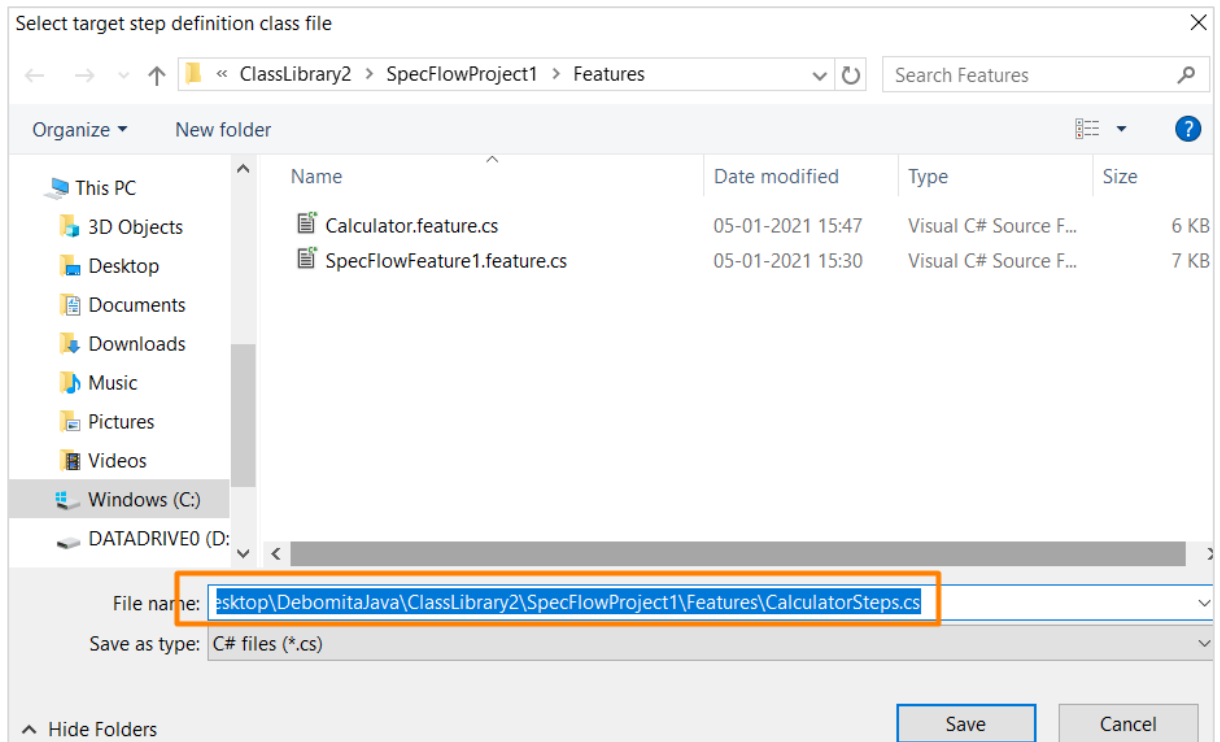 Select target step definition class file
« ClassLibrary2 > SpecFlowProject1 > Features
Search Features
Organize
New folder
Name
Date modified
Type
Size
This PC
3D Objects
Desktop
Documents
Downloads
Music
Pictures
Videos
Windows (C:)
DATADRIVE0 (D:
Calculator.feature.cs 05-01-2021 15:47 Visual C# Source F... 6 KB
SpecFlowFeature1.feature.cs 05-01-2021 15:30 Visual C# Source F... 7 KB
File name: esktop\DebomitaJava\ClassLibrary2\SpecFlowProject1\Features\CalculatorSteps.cs
Save as type: C# files (*.cs)
Hide Folders
Save
Cancel